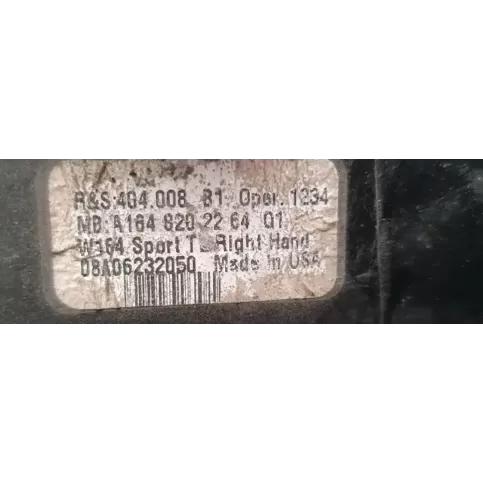 R&S:404.008 B1 Oper. 1234
MB:A164 820 22 64 Q1
W164 Sport T Right Hand
08A06232050 Made in USA